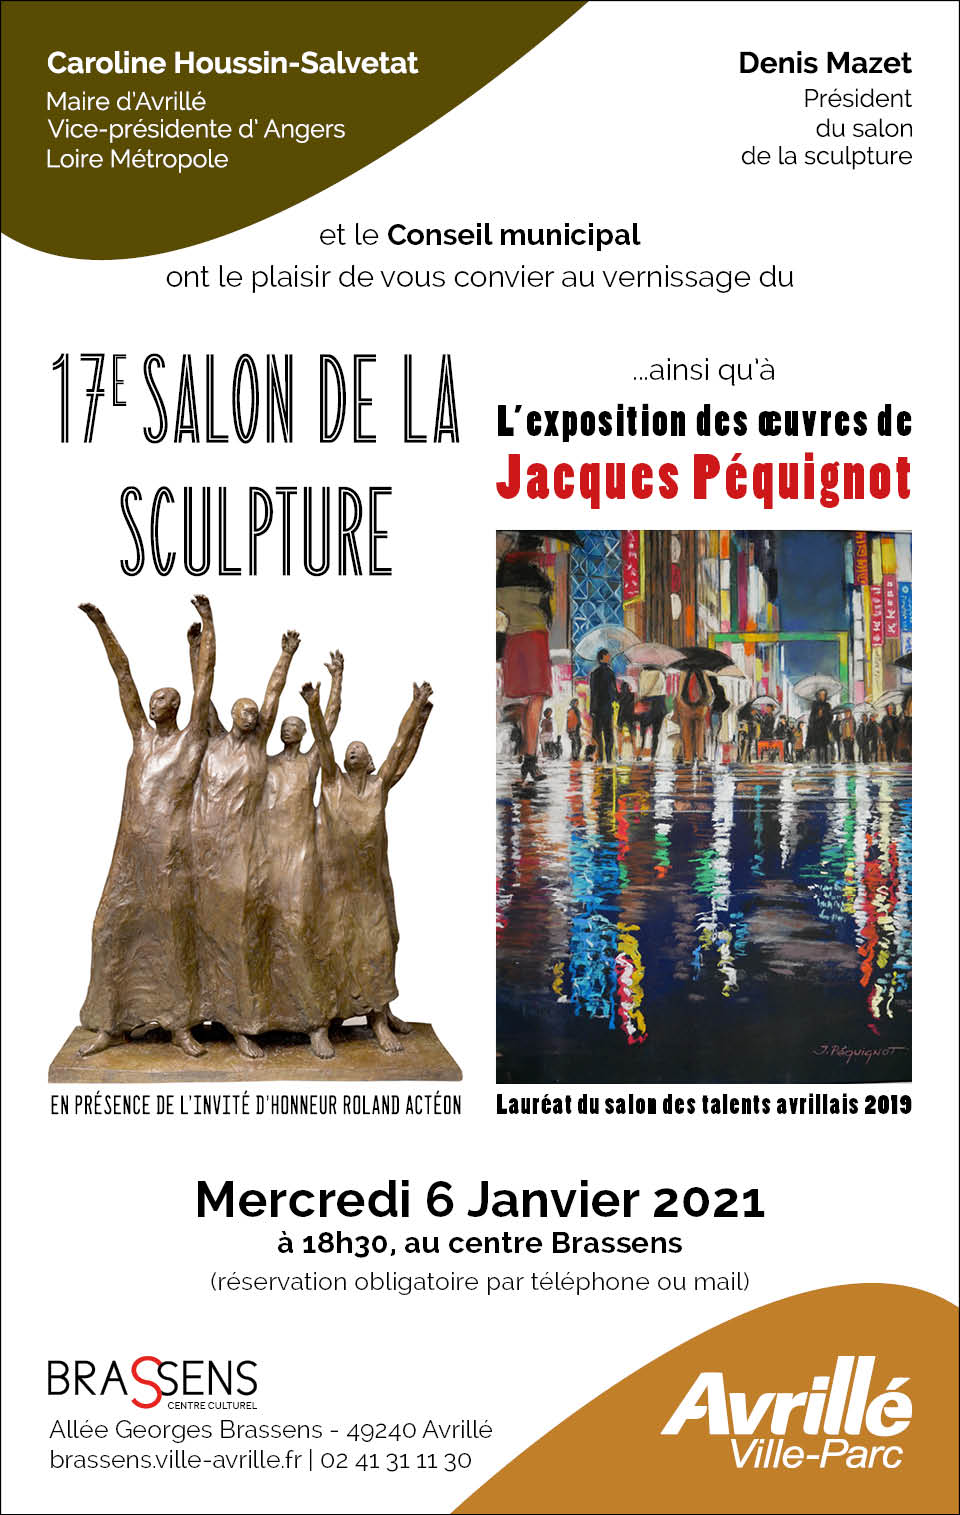 Caroline Houssin-Salvetat
Maire d'Avrillé
Vice-présidente d' Angers
Loire Métropole
Denis Mazet
Président
du salon
de la sculpture
et le Conseil municipal
ont le plaisir de vous convier au vernissage du
17E SALON DE LA
SCULPTURE
EN PRÉSENCE DE L'INVITÉ D'HONNEUR ROLAND ACTÉON
...ainsi qu'à
L'exposition des œuvres de
Jacques Péquignot
J. PéQUIGNOT
Lauréat du salon des talents avrillais 2019
Mercredi 6 Janvier 2021
à 18h30, au centre Brassens
(réservation obligatoire par téléphone ou mail)
BRASSENS
CENTRE CULTUREL
Allée Georges Brassens - 49240 Avrillé
brassens.ville-avrille.fr | 02 41 31 11 30
Avrillé
Ville-Parc